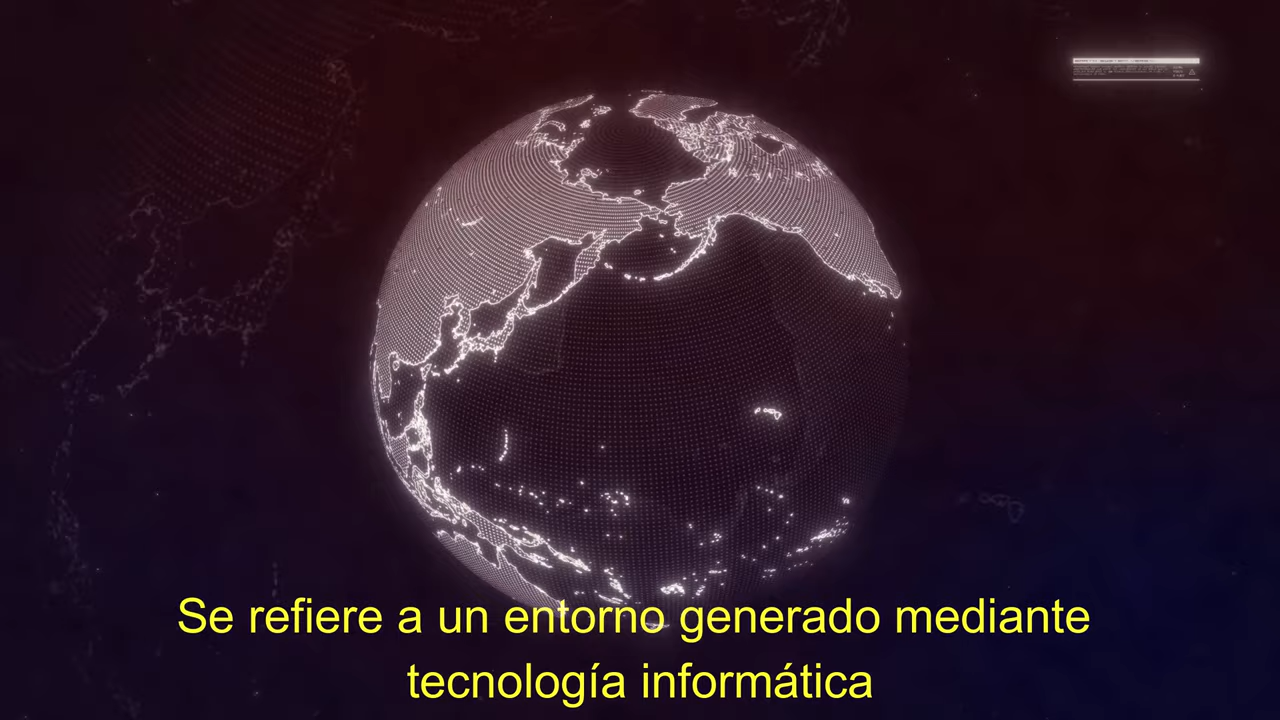 Se refiere a un entorno generado mediante
tecnología informática